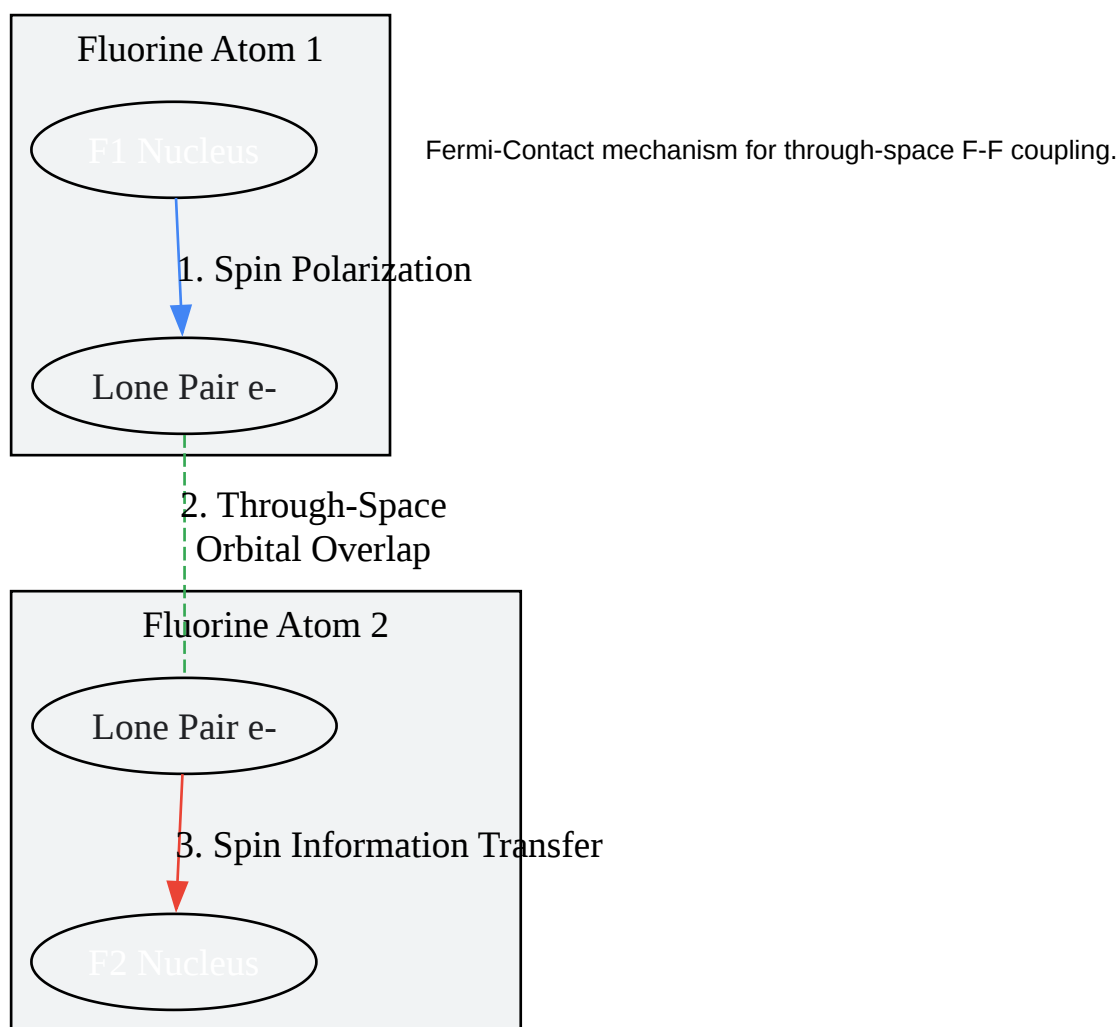 Fluorine Atom 1
F1 Nucleus
Fermi-Contact mechanism for through-space F-F coupling.
1. Spin Polarization
Lone Pair e-
2. Through-Space
Orbital Overlap
Fluorine Atom 2
Lone Pair e-
3. Spin Information Transfer
F2 Nucleus